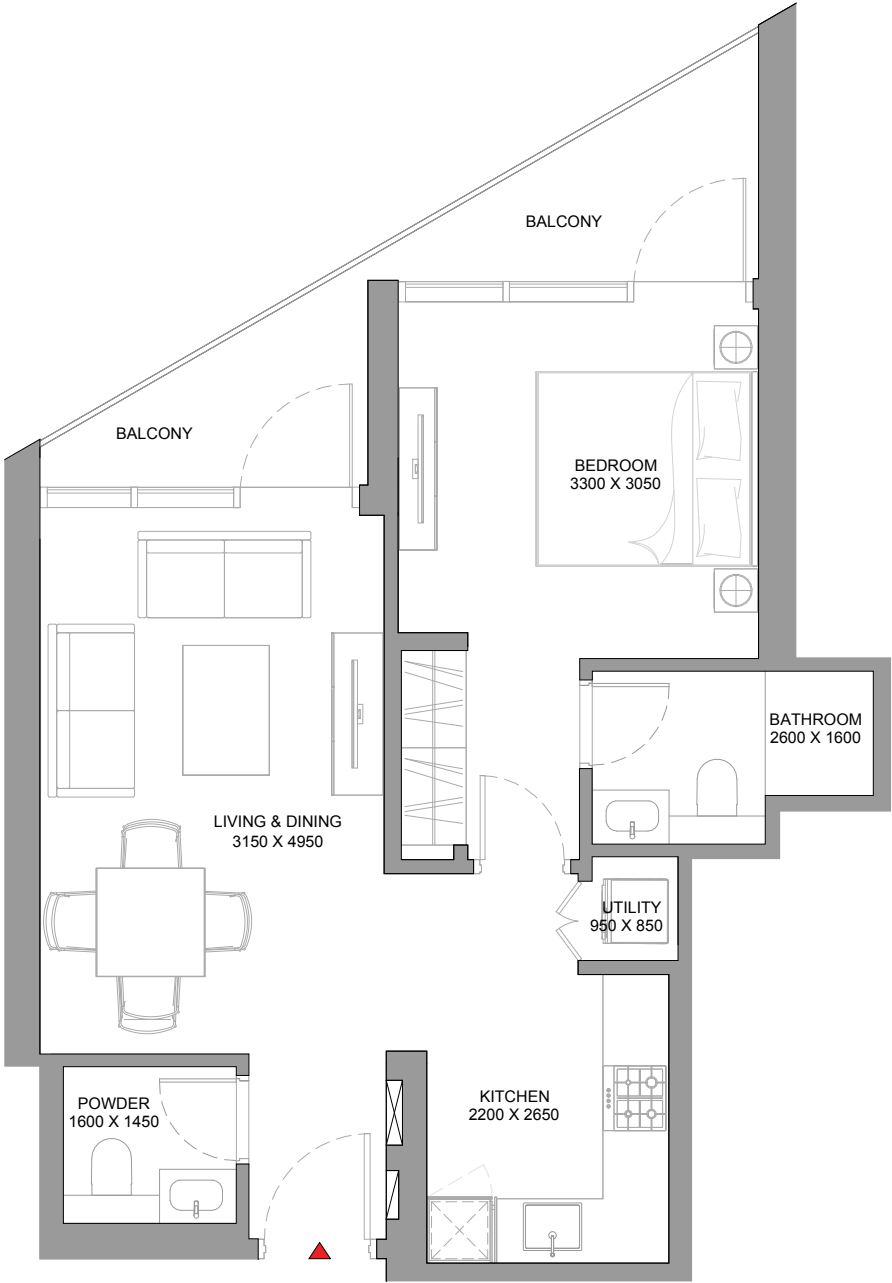 BALCONY
BALCONY
BEDROOM
3300 X 3050
BATHROOM
2600 X 1600
LIVING & DINING
3150 X 4950
UTILITY
950 X 850
POWDER
1600 X 1450
KITCHEN
2200 X 2650